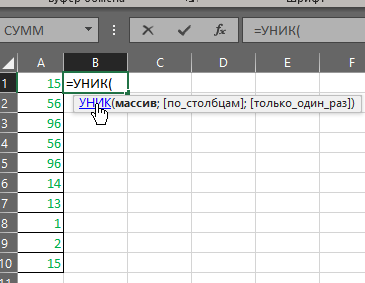 Буфер обмена Шрифт
СУММ =УНИК(
A B C D E F
1 15 =УНИК(
2 56 УНИК(массив; [по_столбцам]; [только_один_раз])
3 96
4 56
5 96
6 14
7 13
8 1
9 2
10 15
11